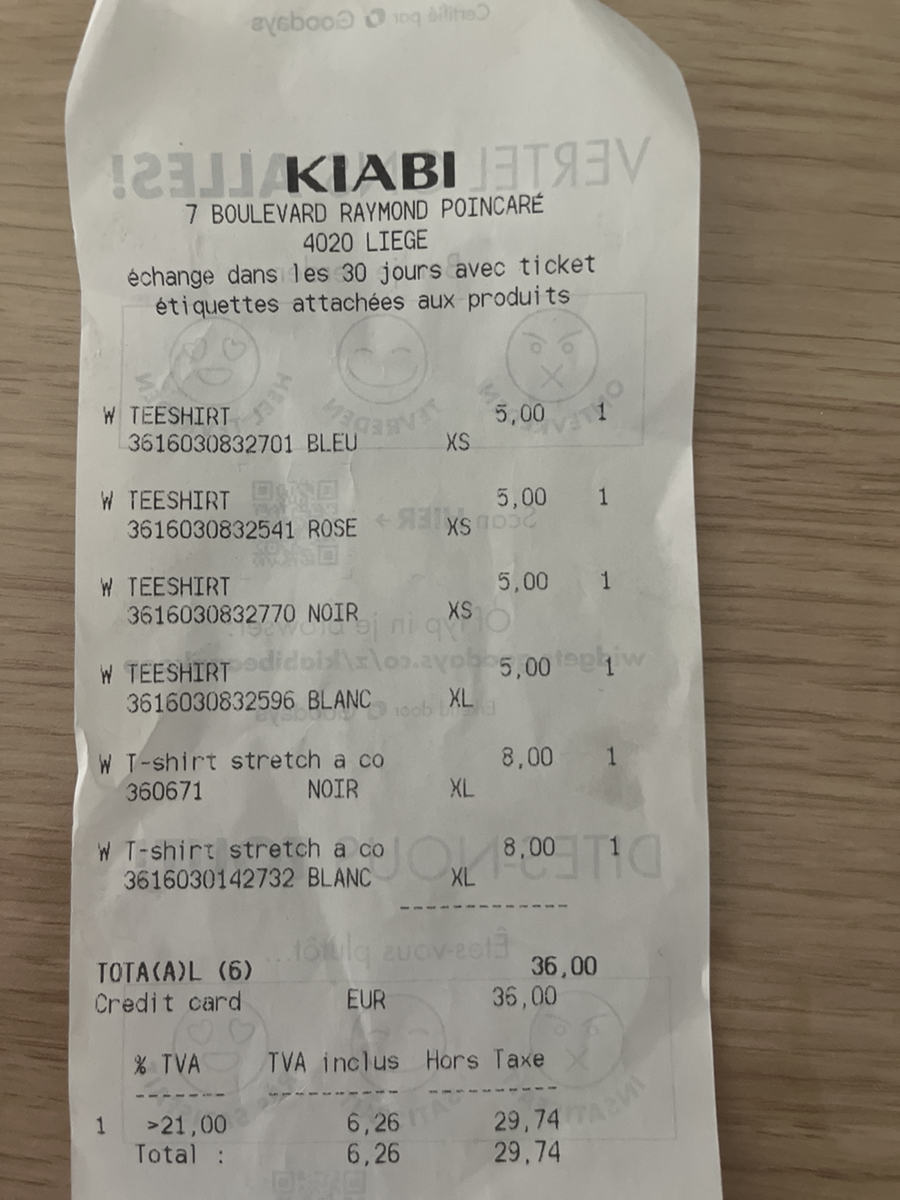 KIABI
7 BOULEVARD RAYMOND POINCARÉ
4020 LIEGE
échange dans les 30 jours avec ticket
étiquettes attachées aux produits
W TEESHIRT 5,00 1
3616030832701 BLEU XS
W TEESHIRT 5,00 1
3616030832541 ROSE XS
W TEESHIRT 5,00 1
3616030832770 NOIR XS
W TEESHIRT 5,00 1
3616030832596 BLANC XL
W T-shirt stretch a co 8,00 1
360671 NOIR XL
W T-shirt stretch a co 8,00 1
3616030142732 BLANC XL
-------------
TOTA(A)L (6) 36,00
Credit card EUR 36,00
% TVA TVA inclus Hors Taxe
------- ---------- ----------
1 >21,00 6,26 29,74
Total : 6,26 29,74